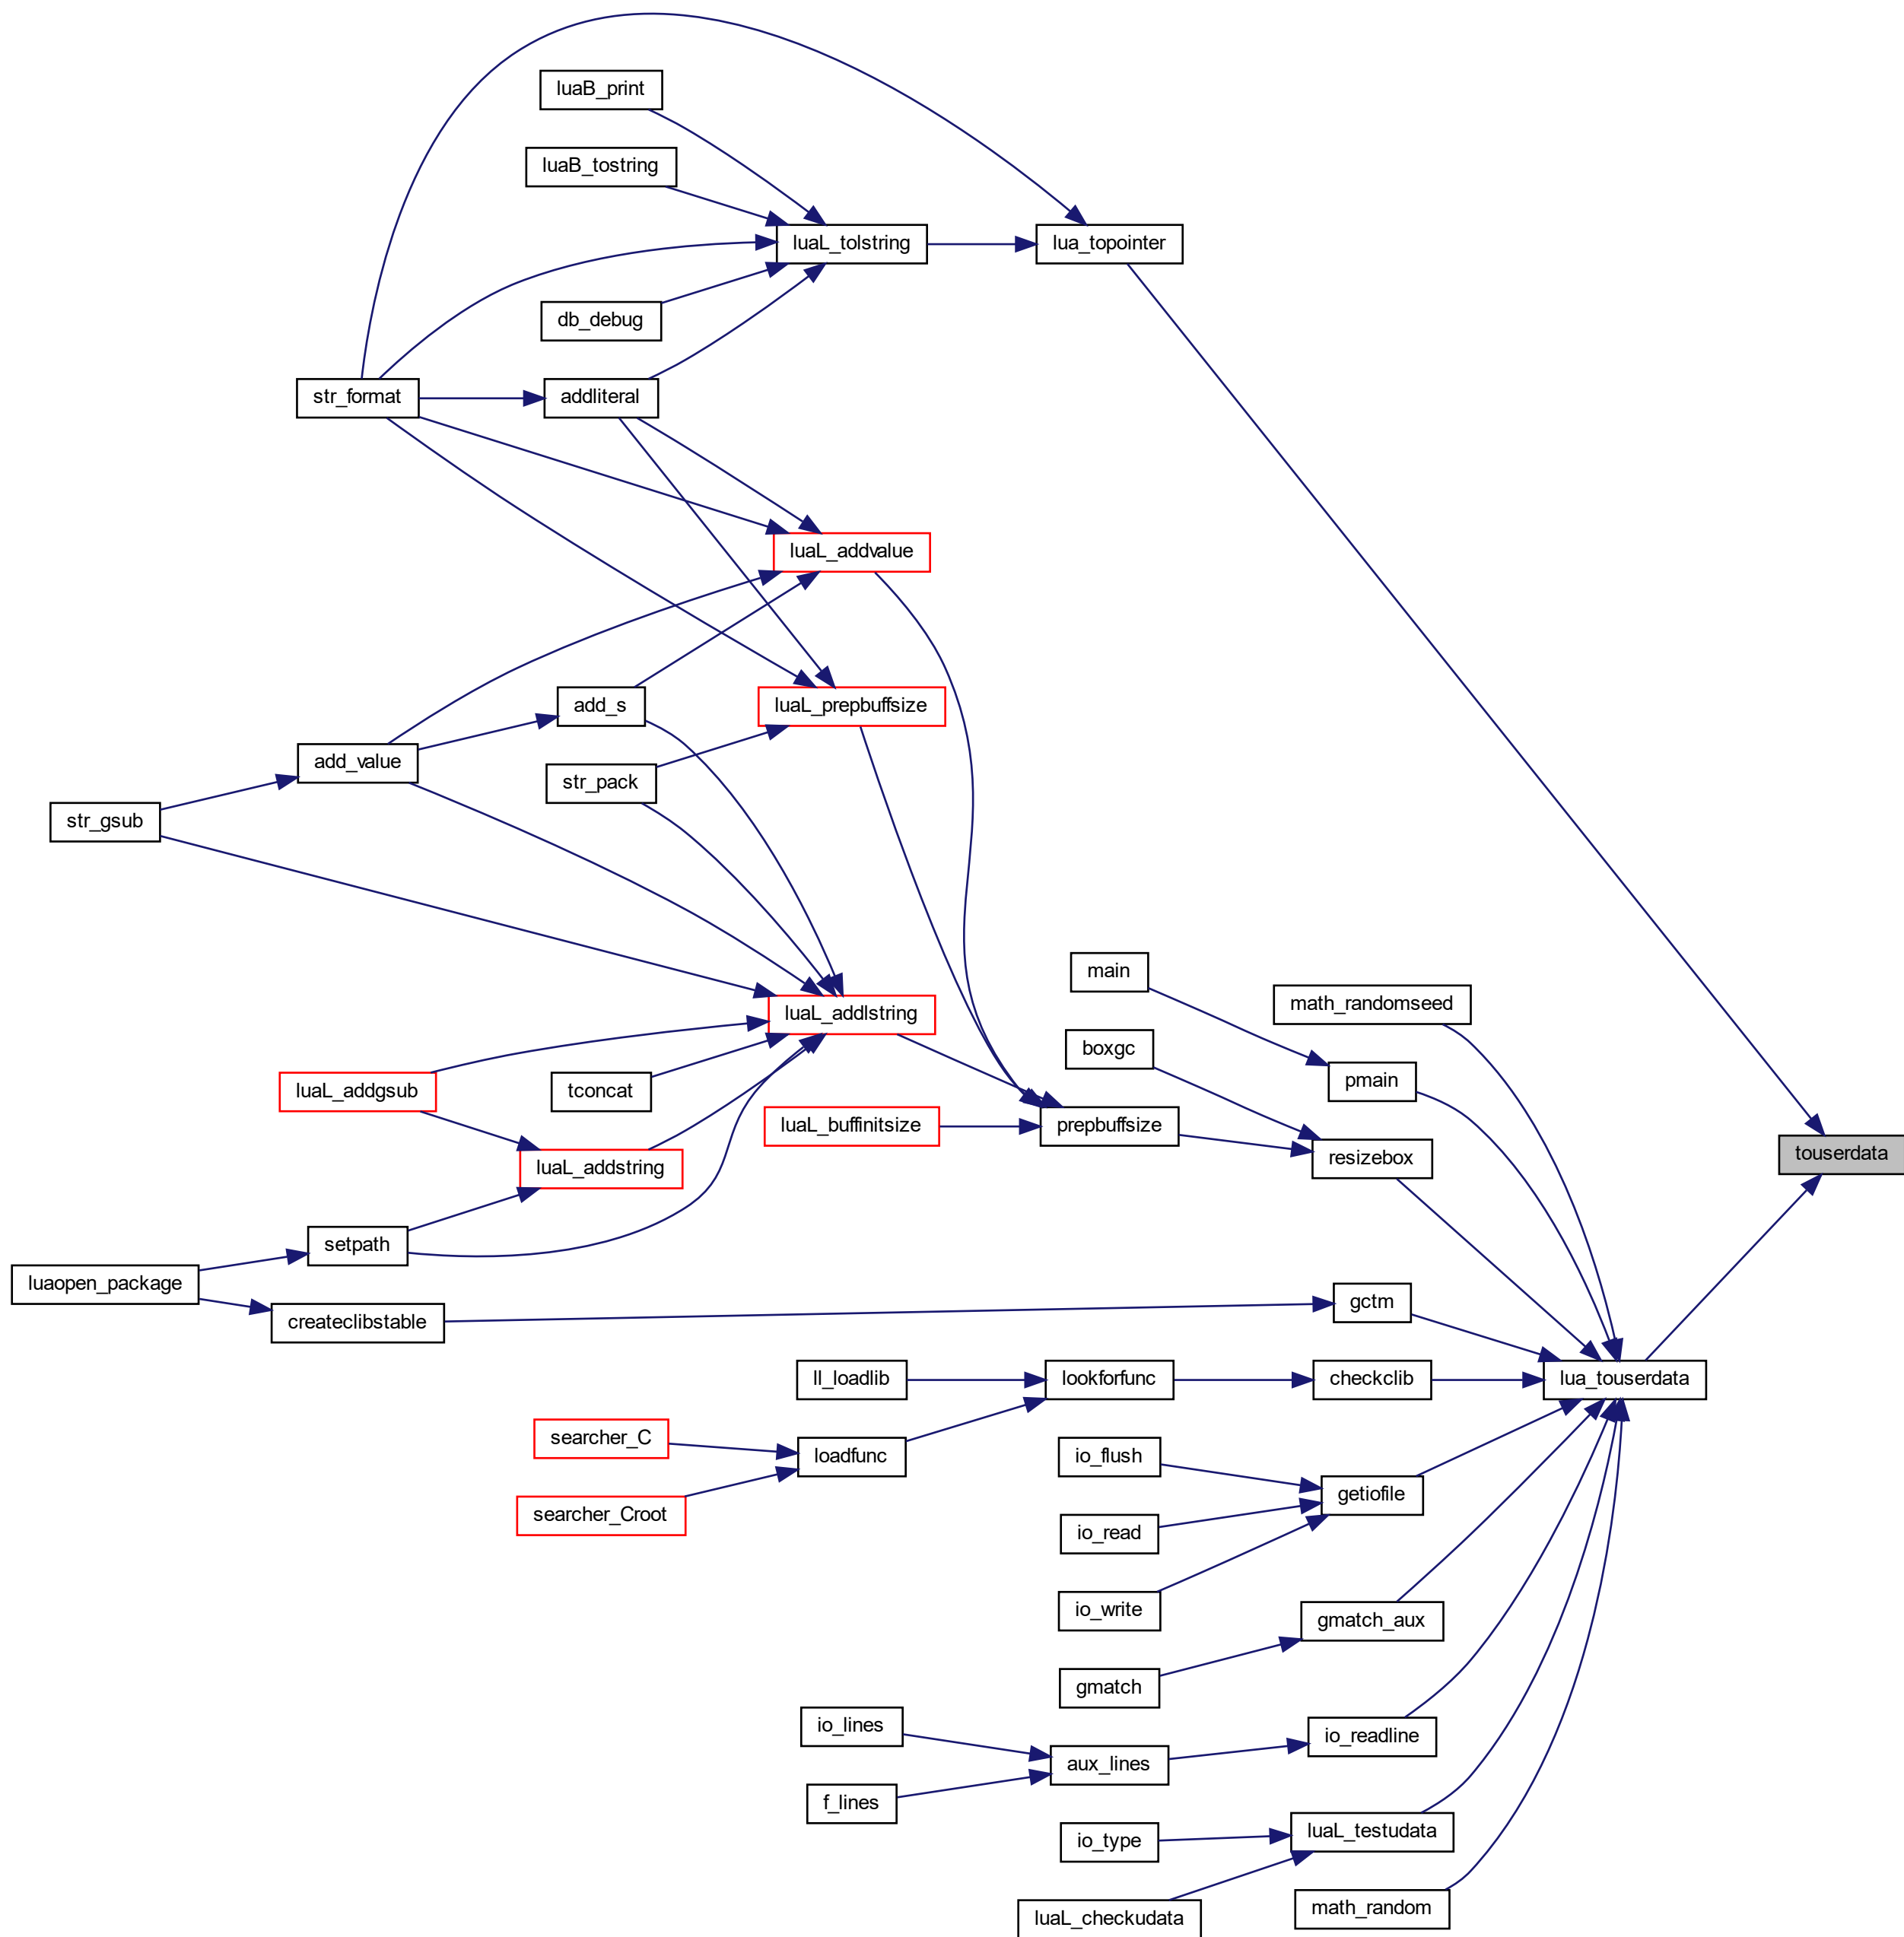 luaB_print
luaB_tostring
luaL_tolstring
lua_topointer
db_debug
str_format
addliteral
luaL_addvalue
add_s
luaL_prepbuffsize
add_value
str_pack
str_gsub
main
math_randomseed
luaL_addlstring
boxgc
pmain
luaL_addgsub
tconcat
luaL_buffinitsize
prepbuffsize
resizebox
touserdata
luaL_addstring
setpath
luaopen_package
createclibstable
gctm
ll_loadlib
lookforfunc
checkclib
lua_touserdata
searcher_C
loadfunc
io_flush
getiofile
searcher_Croot
io_read
io_write
gmatch_aux
gmatch
io_lines
io_readline
aux_lines
f_lines
io_type
luaL_testudata
luaL_checkudata
math_random